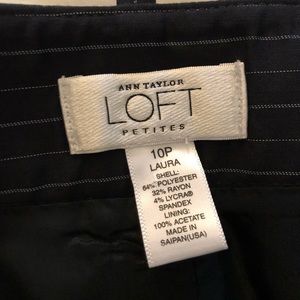 ANN TAYLOR
LOFT
PETITES
10P
LAURA
SHELL:
64% POLYESTER
32% RAYON
4% LYCRA®
SPANDEX
LINING:
100% ACETATE
MADE IN
SAIPAN(USA)